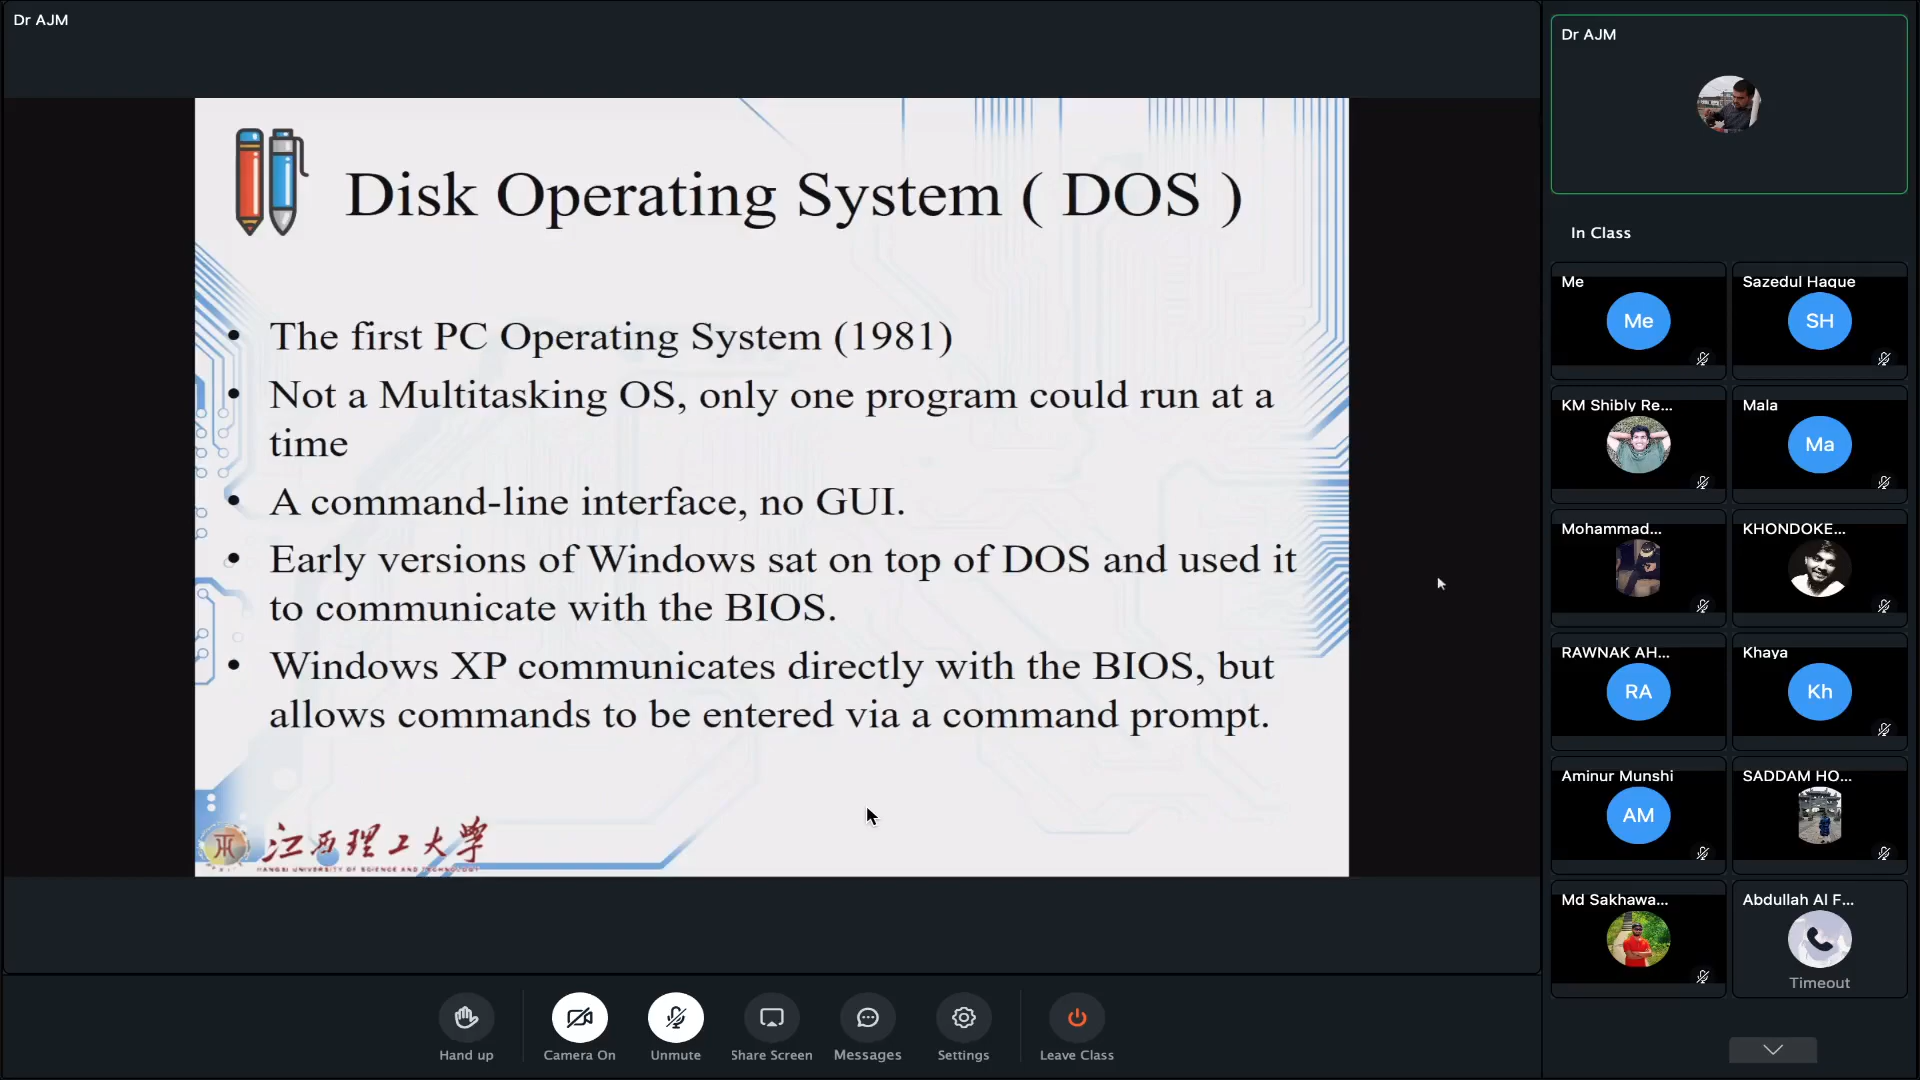 Dr AJM
Disk Operating System ( DOS )
• The first PC Operating System (1981)
• Not a Multitasking OS, only one program could run at a
time
• A command-line interface, no GUI.
• Early versions of Windows sat on top of DOS and used it
to communicate with the BIOS.
• Windows XP communicates directly with the BIOS, but
allows commands to be entered via a command prompt.
江西理工大学
Hand up
Camera On
Unmute
Share Screen
Messages
Settings
Leave Class
Dr AJM
In Class
Me
Me
Sazedul Haque
SH
KM Shibly Re...
Mala
Ma
Mohammad...
KHONDOKE...
RAWNAK AH...
RA
Khaya
Kh
Aminur Munshi
AM
SADDAM HO...
Md Sakhawa...
Abdullah Al F...
Timeout